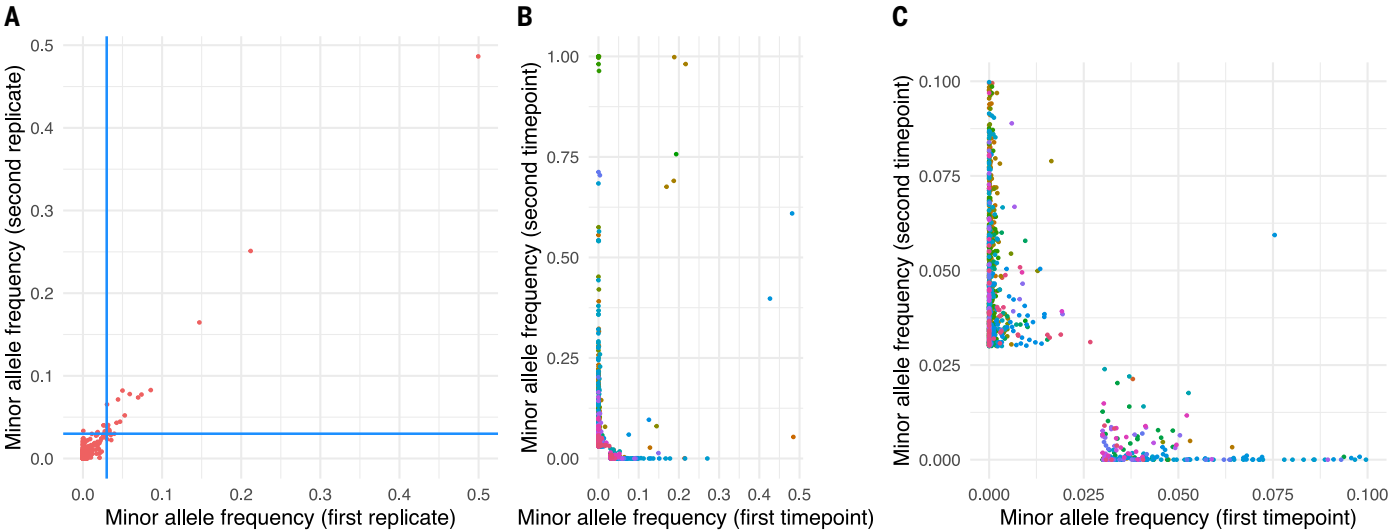 A
Minor allele frequency (second replicate)
0.5
0.4
0.3
0.2
0.1
0.0
0.0 0.1 0.2 0.3 0.4 0.5
Minor allele frequency (first replicate)
B
Minor allele frequency (second timepoint)
1.00
0.75
0.50
0.25
0.00
0.0 0.1 0.2 0.3 0.4 0.5
Minor allele frequency (first timepoint)
C
Minor allele frequency (second timepoint)
0.100
0.075
0.050
0.025
0.000
0.000 0.025 0.050 0.075 0.100
Minor allele frequency (first timepoint)